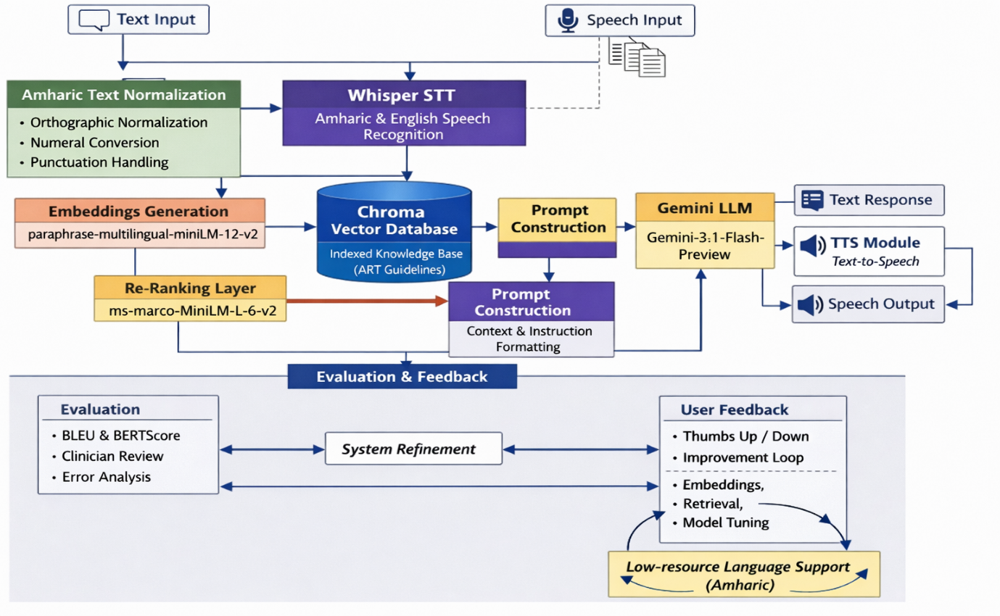 Text Input
Speech Input
Amharic Text Normalization
• Orthographic Normalization
• Numeral Conversion
• Punctuation Handling
Whisper STT
Amharic & English Speech
Recognition
Embeddings Generation
paraphrase-multilingual-miniLM-12-v2
Chroma
Vector Database
Indexed Knowledge Base
(ART Guidelines)
Prompt
Construction
Gemini LLM
Gemini-3.1-Flash-
Preview
Text Response
TTS Module
Text-to-Speech
Speech Output
Re-Ranking Layer
ms-marco-MiniLM-L-6-v2
Prompt
Construction
Context & Instruction
Formatting
Evaluation & Feedback
Evaluation
• BLEU & BERTScore
• Clinician Review
• Error Analysis
System Refinement
User Feedback
• Thumbs Up / Down
• Improvement Loop
• Embeddings,
• Retrieval,
• Model Tuning
Low-resource Language Support
(Amharic)